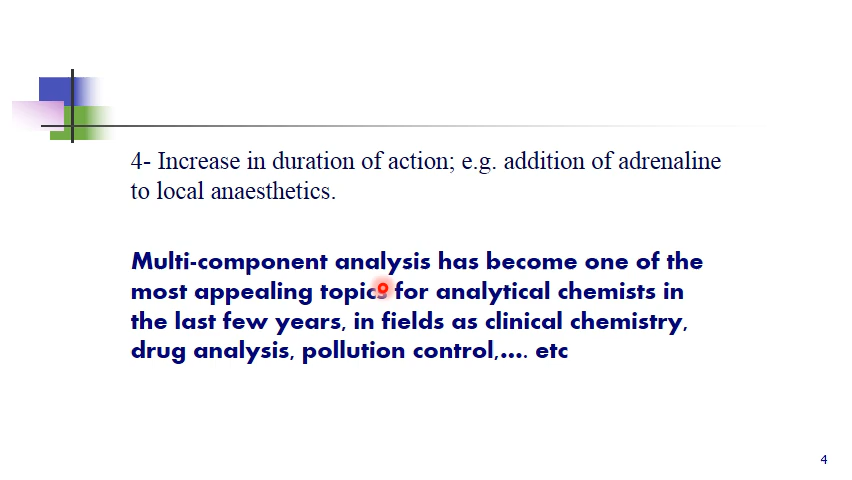 4- Increase in duration of action; e.g. addition of adrenaline
to local anaesthetics.
Multi-component analysis has become one of the
most appealing topics for analytical chemists in
the last few years, in fields as clinical chemistry,
drug analysis, pollution control,…. etc
4